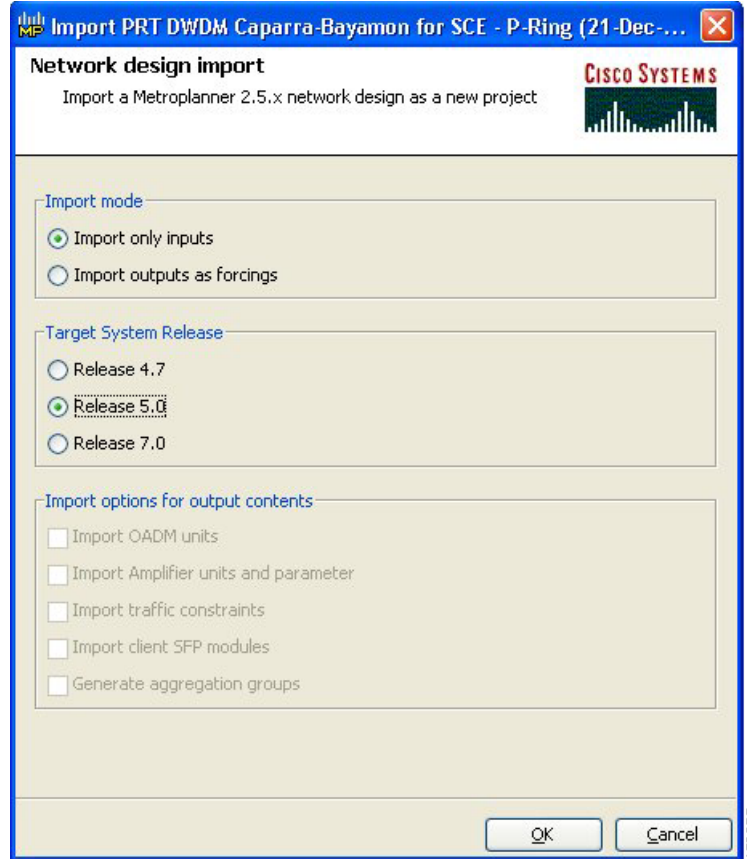 MP Import PRT DWDM Caparra-Bayamon for SCE - P-Ring (21-Dec-...
Network design import
Import a Metroplanner 2.5.x network design as a new project
CISCO SYSTEMS
Import mode
Import only inputs
Import outputs as forcings
Target System Release
Release 4.7
Release 5.0
Release 7.0
Import options for output contents
Import OADM units
Import Amplifier units and parameter
Import traffic constraints
Import client SFP modules
Generate aggregation groups
OK
Cancel